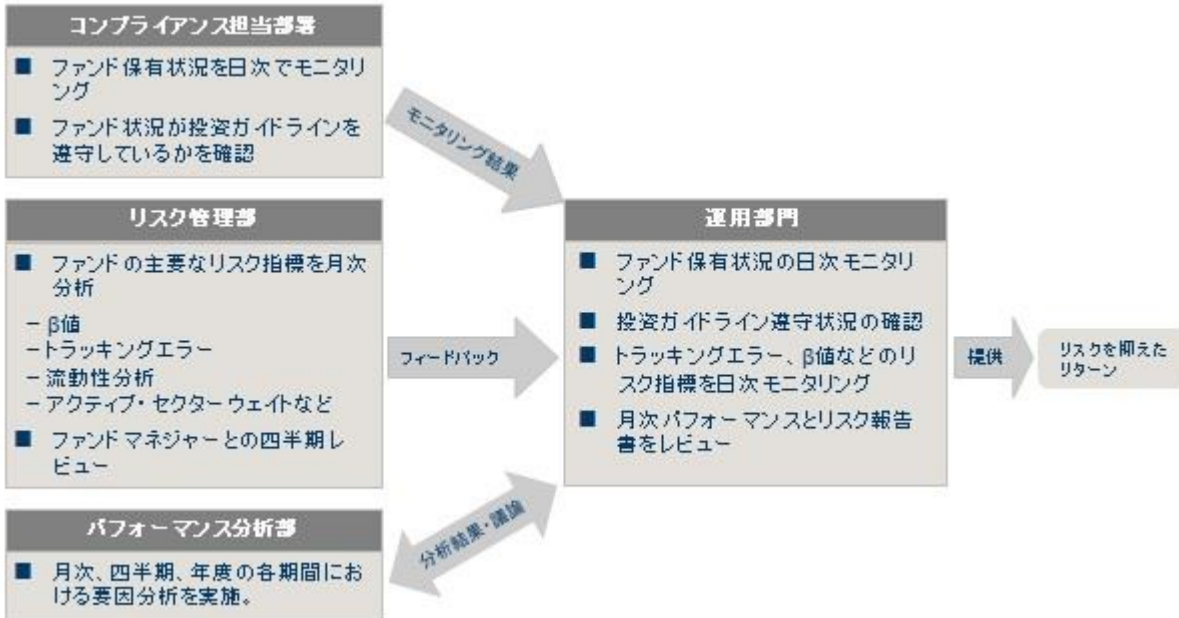 コンプライアンス担当部署
■ ファンド保有状況を日次でモニタリ
ング
■ ファンド状況が投資ガイドラインを
遵守しているかを確認
モニタリング結果
リスク管理部
■ ファンドの主要なリスク指標を月次
分析
− β値
−トラッキングエラー
− 流動性分析
− アクティブ・セクターウェイトなど
■ ファンドマネジャーとの四半期レ
ビュー
フィードバック
パフォーマンス分析部
■ 月次、四半期、年度の各期間にお
ける要因分析を実施。
分析結果・議論
運用部門
■ ファンド保有状況の日次モニタリ
ング
■ 投資ガイドライン遵守状況の確認
■ トラッキングエラー、β値などのリ
スク指標を日次モニタリング
■ 月次パフォーマンスとリスク報告
書をレビュー
提供
リスクを抑えた
リターン